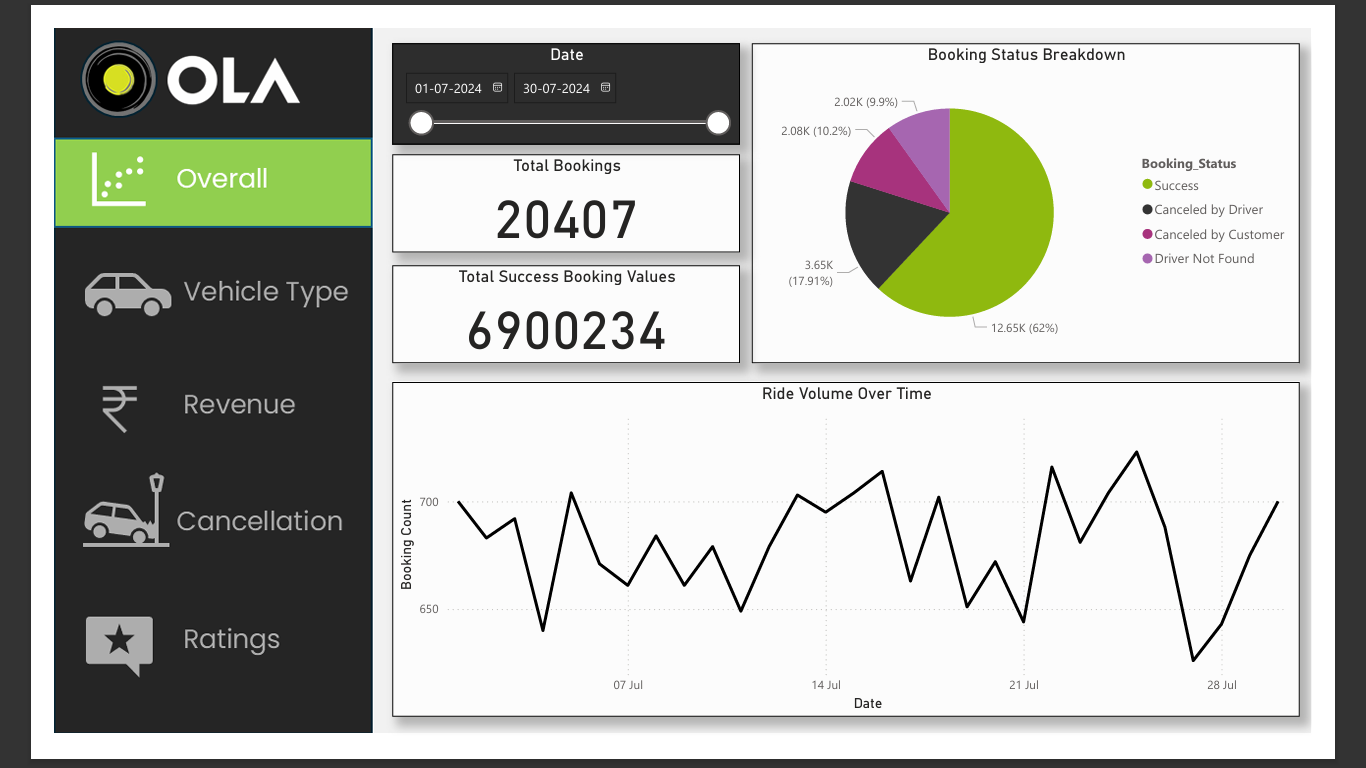 OLA
Overall
Vehicle Type
Revenue
Cancellation
Ratings
Date
01-07-2024
30-07-2024
Total Bookings
20407
Total Success Booking Values
6900234
Booking Status Breakdown
2.02K (9.9%)
2.08K (10.2%)
3.65K
(17.91%)
12.65K (62%)
Booking_Status
Success
Canceled by Driver
Canceled by Customer
Driver Not Found
Ride Volume Over Time
Booking Count
700
650
07 Jul
14 Jul
21 Jul
28 Jul
Date